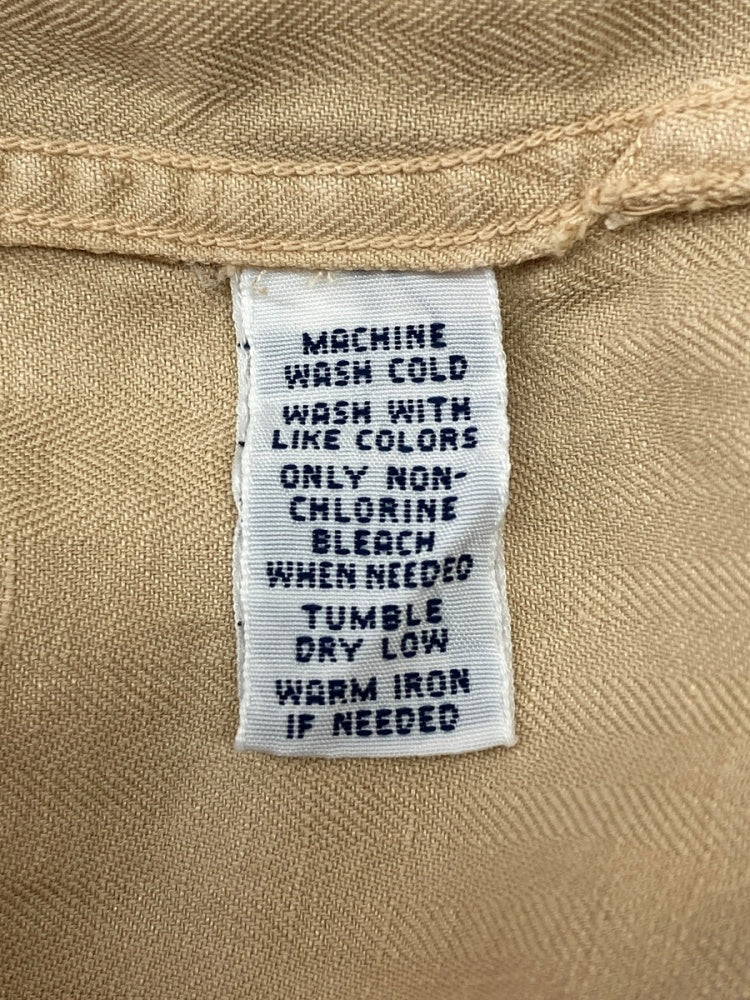 MACHINE
WASH COLD
WASH WITH
LIKE COLORS
ONLY NON-
CHLORINE
BLEACH
WHEN NEEDED
TUMBLE
DRY LOW
WARM IRON
IF NEEDED